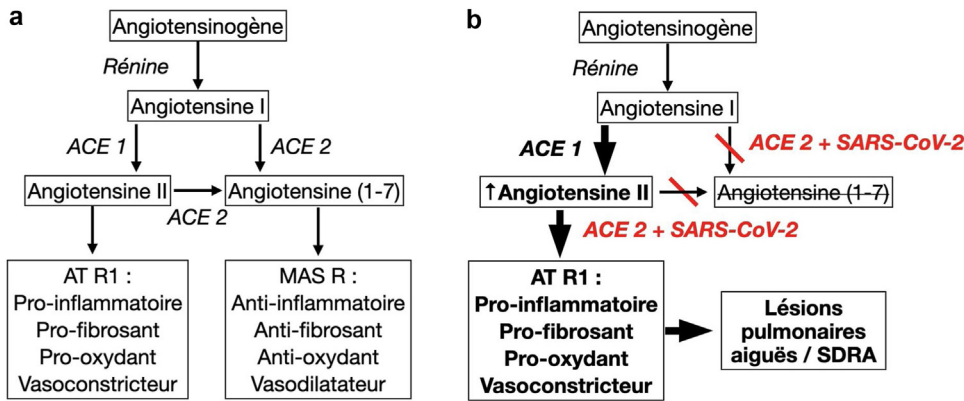 a
Angiotensinogène
Rénine
Angiotensine I
ACE 1
ACE 2
Angiotensine II
Angiotensine (1-7)
ACE 2
AT R1 :
Pro-inflammatoire
Pro-fibrosant
Pro-oxydant
Vasoconstricteur
MAS R :
Anti-inflammatoire
Anti-fibrosant
Anti-oxydant
Vasodilatateur
b
Angiotensinogène
Rénine
Angiotensine I
ACE 1
ACE 2 + SARS-CoV-2
↑Angiotensine II
Angiotensine (1-7)
ACE 2 + SARS-CoV-2
AT R1 :
Pro-inflammatoire
Pro-fibrosant
Pro-oxydant
Vasoconstricteur
Lésions
pulmonaires
aiguës / SDRA